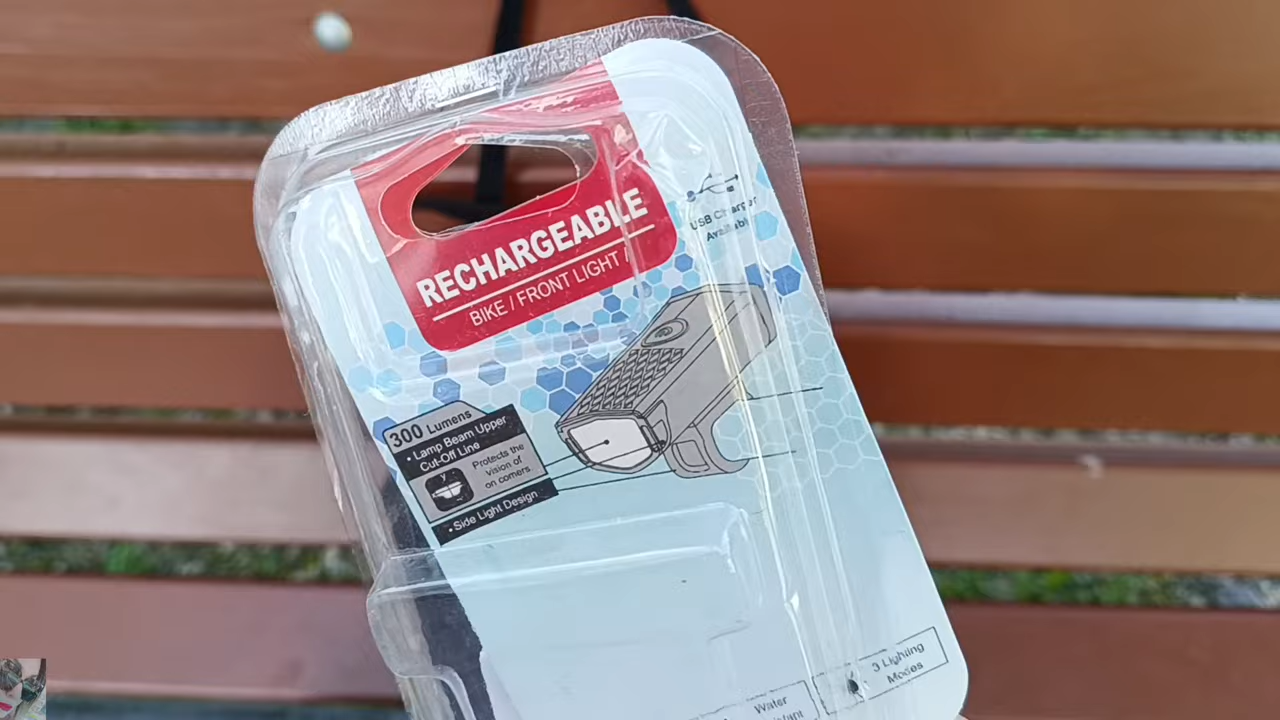 RECHARGEABLE
BIKE / FRONT LIGHT /
USB Charger
Available
300 Lumens
• Lamp Beam Upper
Cut-Off Line
Protects the
vision of
on comers.
• Side Light Design
3 Lighting
Modes
Water